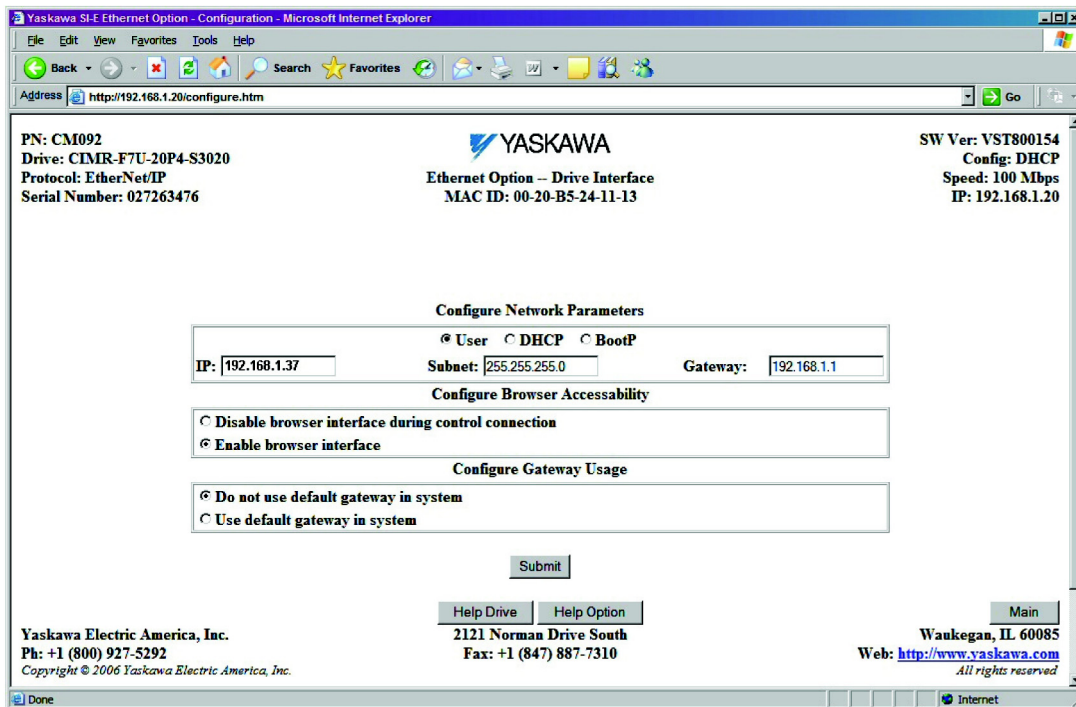 Yaskawa SI-E Ethernet Option - Configuration - Microsoft Internet Explorer
File Edit View Favorites Tools Help
Back Search Favorites
Address http://192.168.1.20/configure.htm Go
PN: CM092
Drive: CIMR-F7U-20P4-S3020
Protocol: EtherNet/IP
Serial Number: 027263476
YASKAWA
Ethernet Option -- Drive Interface
MAC ID: 00-20-B5-24-11-13
SW Ver: VST800154
Config: DHCP
Speed: 100 Mbps
IP: 192.168.1.20
Configure Network Parameters
User DHCP BootP
IP: 192.168.1.37 Subnet: 255.255.255.0 Gateway: 192.168.1.1
Configure Browser Accessability
Disable browser interface during control connection
Enable browser interface
Configure Gateway Usage
Do not use default gateway in system
Use default gateway in system
Submit
Help Drive Help Option Main
Yaskawa Electric America, Inc. 2121 Norman Drive South Waukegan, IL 60085
Ph: +1 (800) 927-5292 Fax: +1 (847) 887-7310 Web: http://www.yaskawa.com
Copyright © 2006 Yaskawa Electric America, Inc. All rights reserved
Done Internet